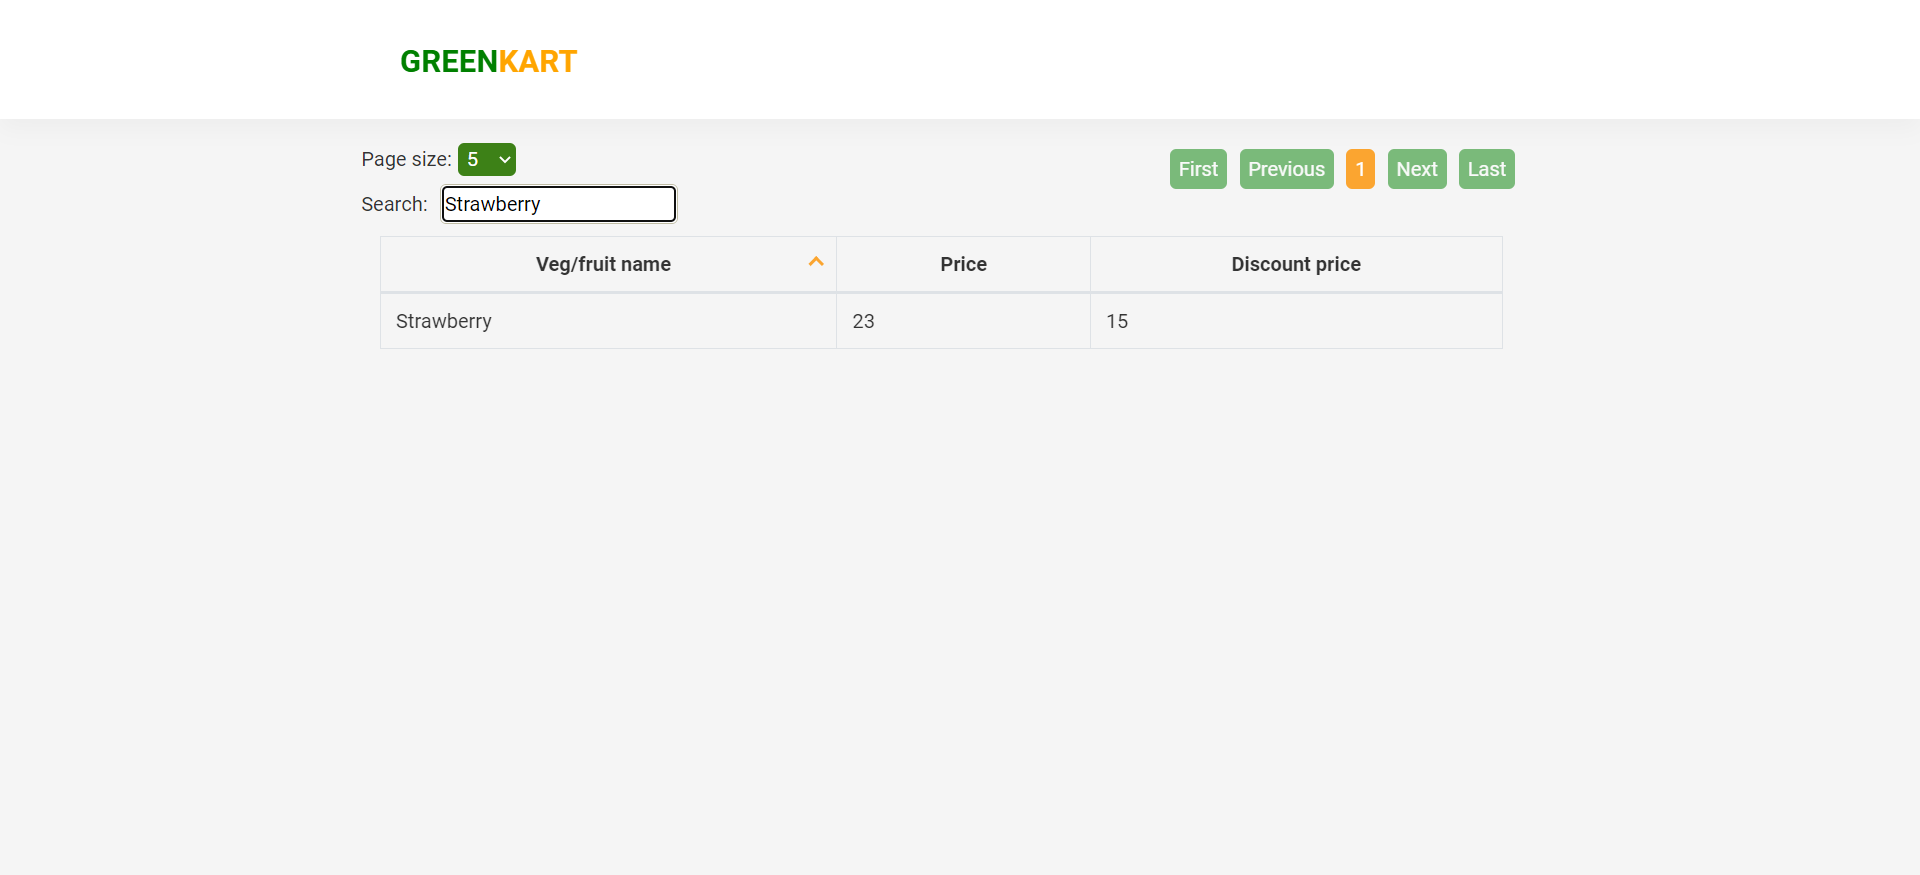 GREENKART
Page size: 5
First Previous 1 Next Last
Search: Strawberry
Veg/fruit name Price Discount price
Strawberry 23 15